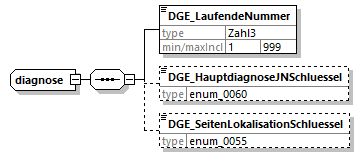 DGE_LaufendeNummer
type Zahl3
min/maxIncl 1 999
diagnose
DGE_HauptdiagnoseJNSchluessel
type enum_0060
DGE_SeitenLokalisationSchluessel
type enum_0055